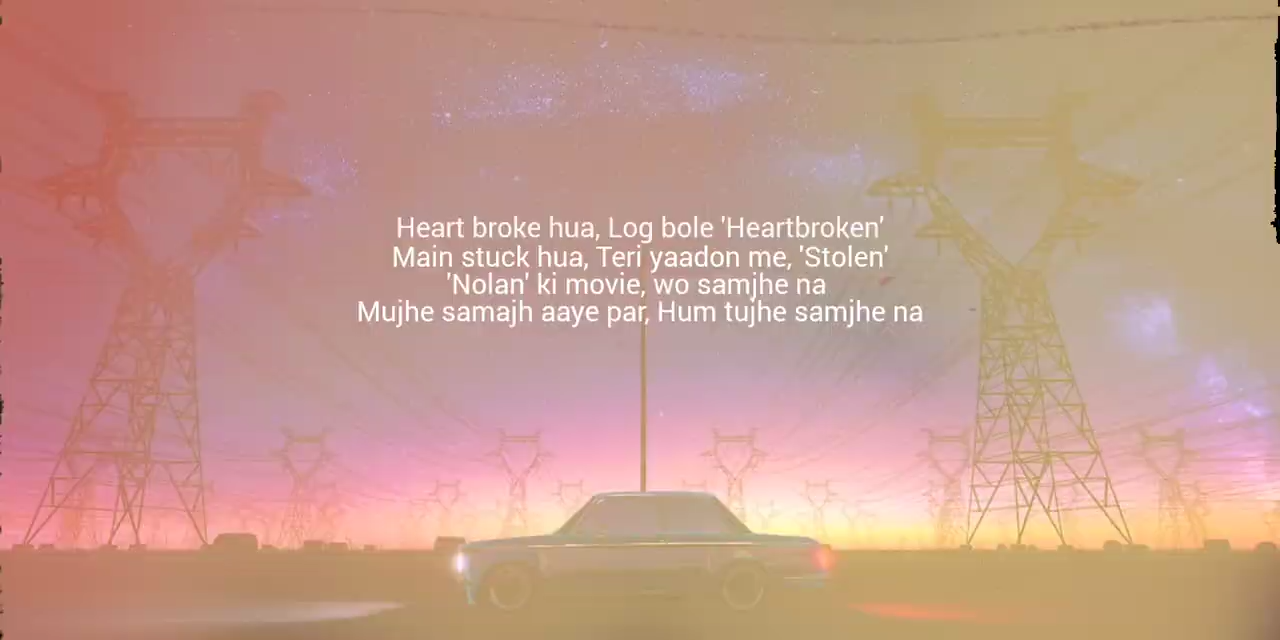 Heart broke hua, Log bole 'Heartbroken'
Main stuck hua, Teri yaadon me, 'Stolen'
'Nolan' ki movie, wo samjhe na
Mujhe samajh aaye par, Hum tujhe samjhe na